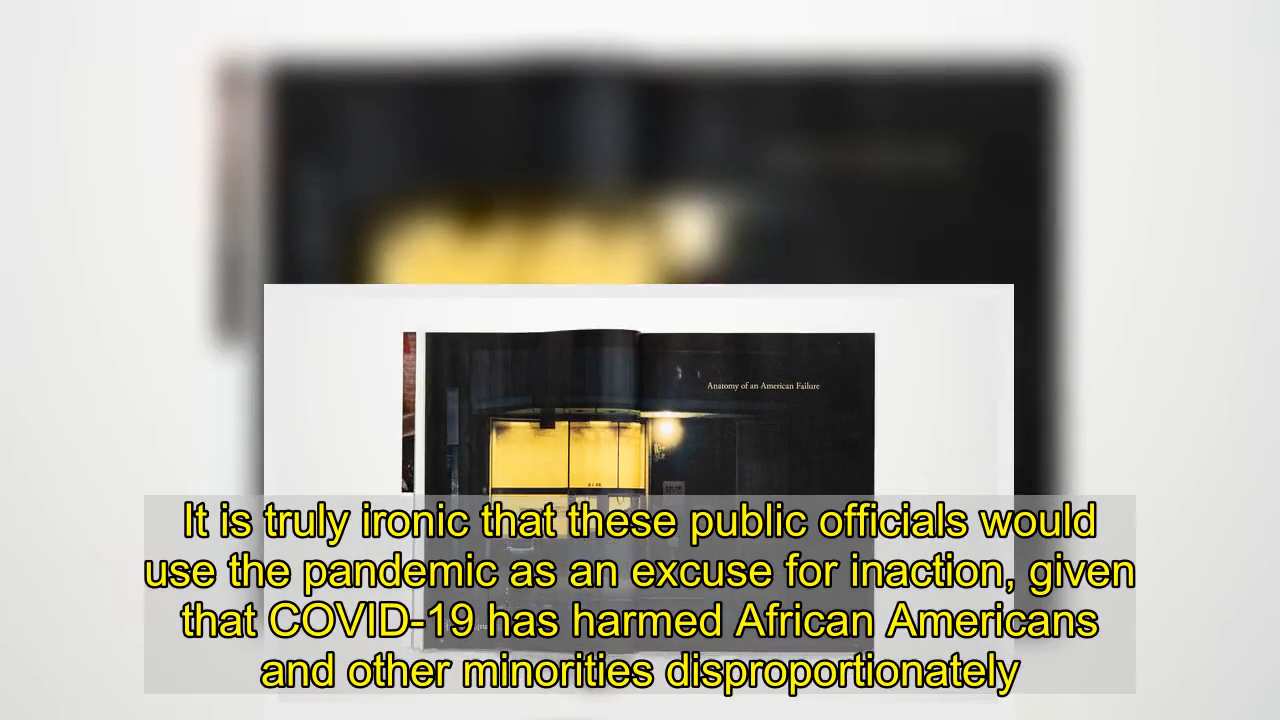 Anatomy of an American Failure
It is truly ironic that these public officials would
use the pandemic as an excuse for inaction, given
that COVID-19 has harmed African Americans
and other minorities disproportionately